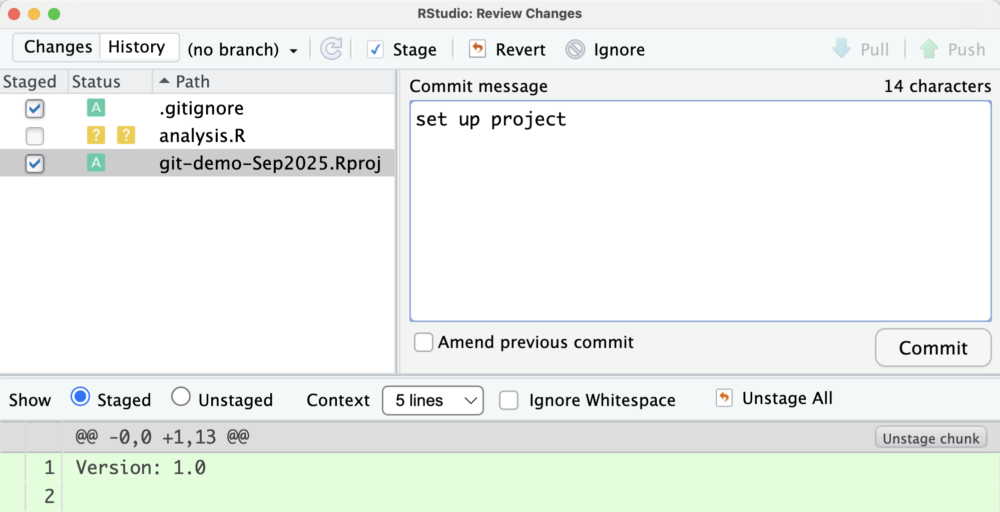 RStudio: Review Changes
Changes History (no branch) Stage Revert Ignore Pull Push
Staged Status Path
A .gitignore
? ? analysis.R
A git-demo-Sep2025.Rproj
Commit message 14 characters
set up project
Amend previous commit Commit
Show Staged Unstaged Context 5 lines Ignore Whitespace Unstage All
@@ -0,0 +1,13 @@ Unstage chunk
1 Version: 1.0
2